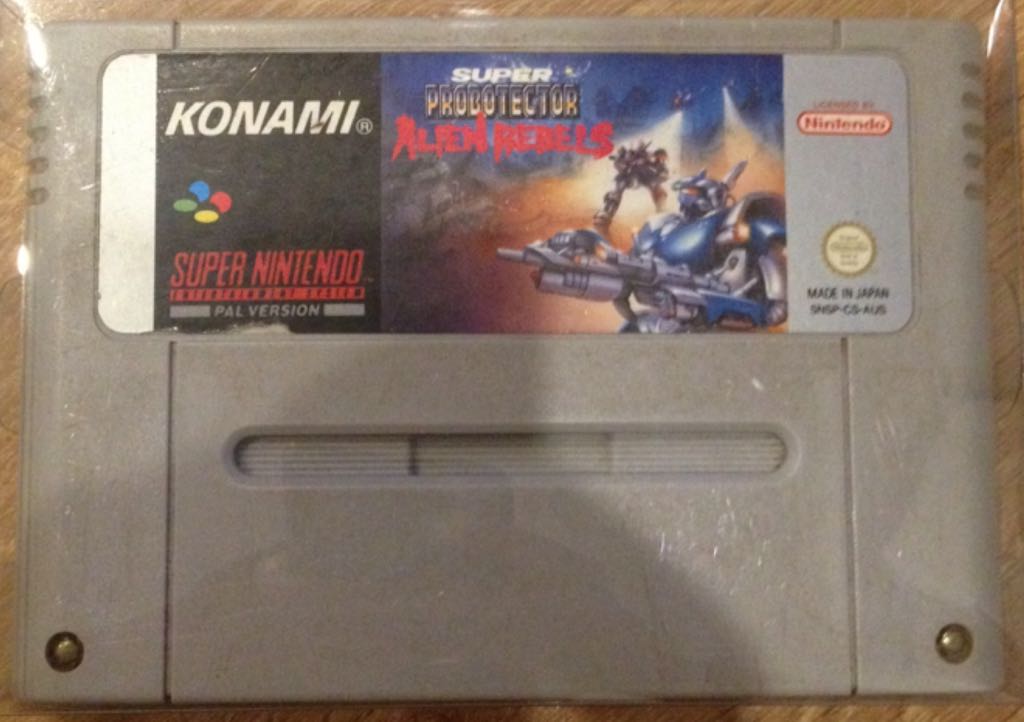 KONAMI®
SUPER NINTENDO™
ENTERTAINMENT SYSTEM
PAL VERSION
SUPER
PROBOTECTOR
ALIEN REBELS
LICENSED BY
Nintendo
MADE IN JAPAN
SNSP-CS-AUS